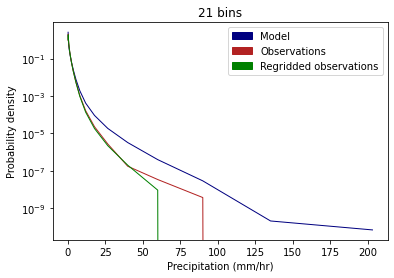 21 bins
Model
Observations
Regridded observations
Probability density
10⁻¹
10⁻³
10⁻⁵
10⁻⁷
10⁻⁹
0 25 50 75 100 125 150 175 200
Precipitation (mm/hr)